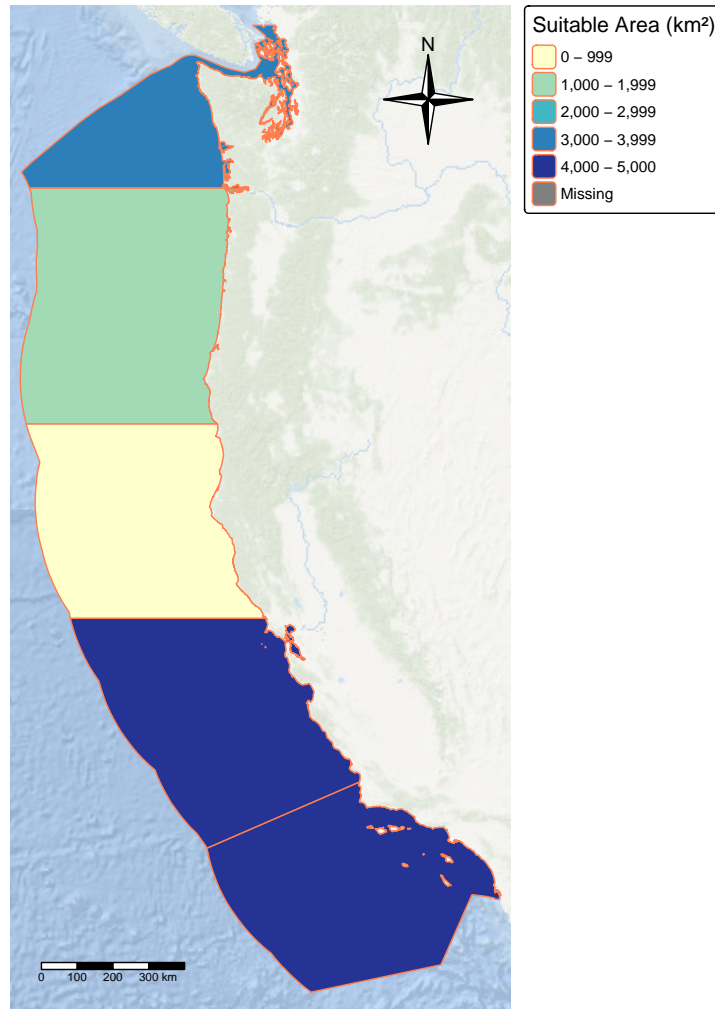 Suitable Area (km²)
0 – 999
1,000 – 1,999
2,000 – 2,999
3,000 – 3,999
4,000 – 5,000
Missing
N
0 100 200 300 km